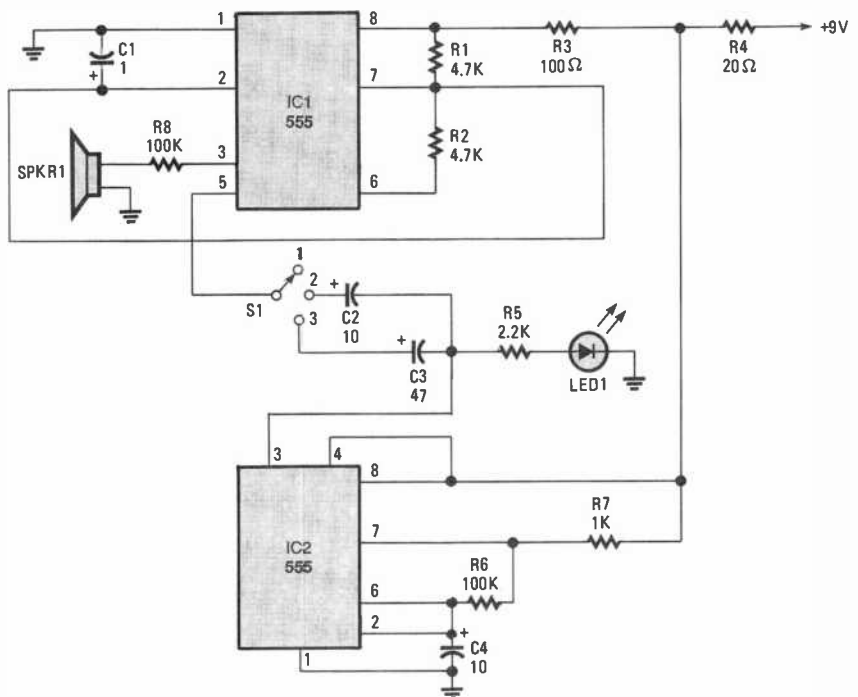 1
8
+9V
C1
1
+
R1
4.7K
R3
100Ω
R4
20Ω
2
7
IC1
555
R8
100K
3
R2
4.7K
SPKR1
5
6
1
S1
2
+
C2
10
3
+
C3
47
R5
2.2K
LED1
3
4
8
R7
1K
7
IC2
555
R6
100K
6
2
+
C4
10
1